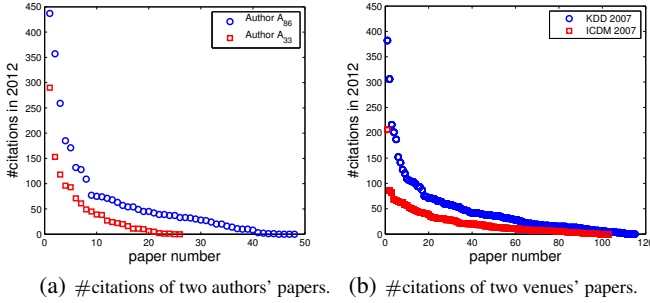 450
400
350
300
250
200
150
100
50
0
#citations in 2012
0 10 20 30 40 50
paper number
Author A86
Author A33
(a) #citations of two authors' papers.
450
400
350
300
250
200
150
100
50
0
#citations in 2012
0 20 40 60 80 100 120
paper number
KDD 2007
ICDM 2007
(b) #citations of two venues' papers.